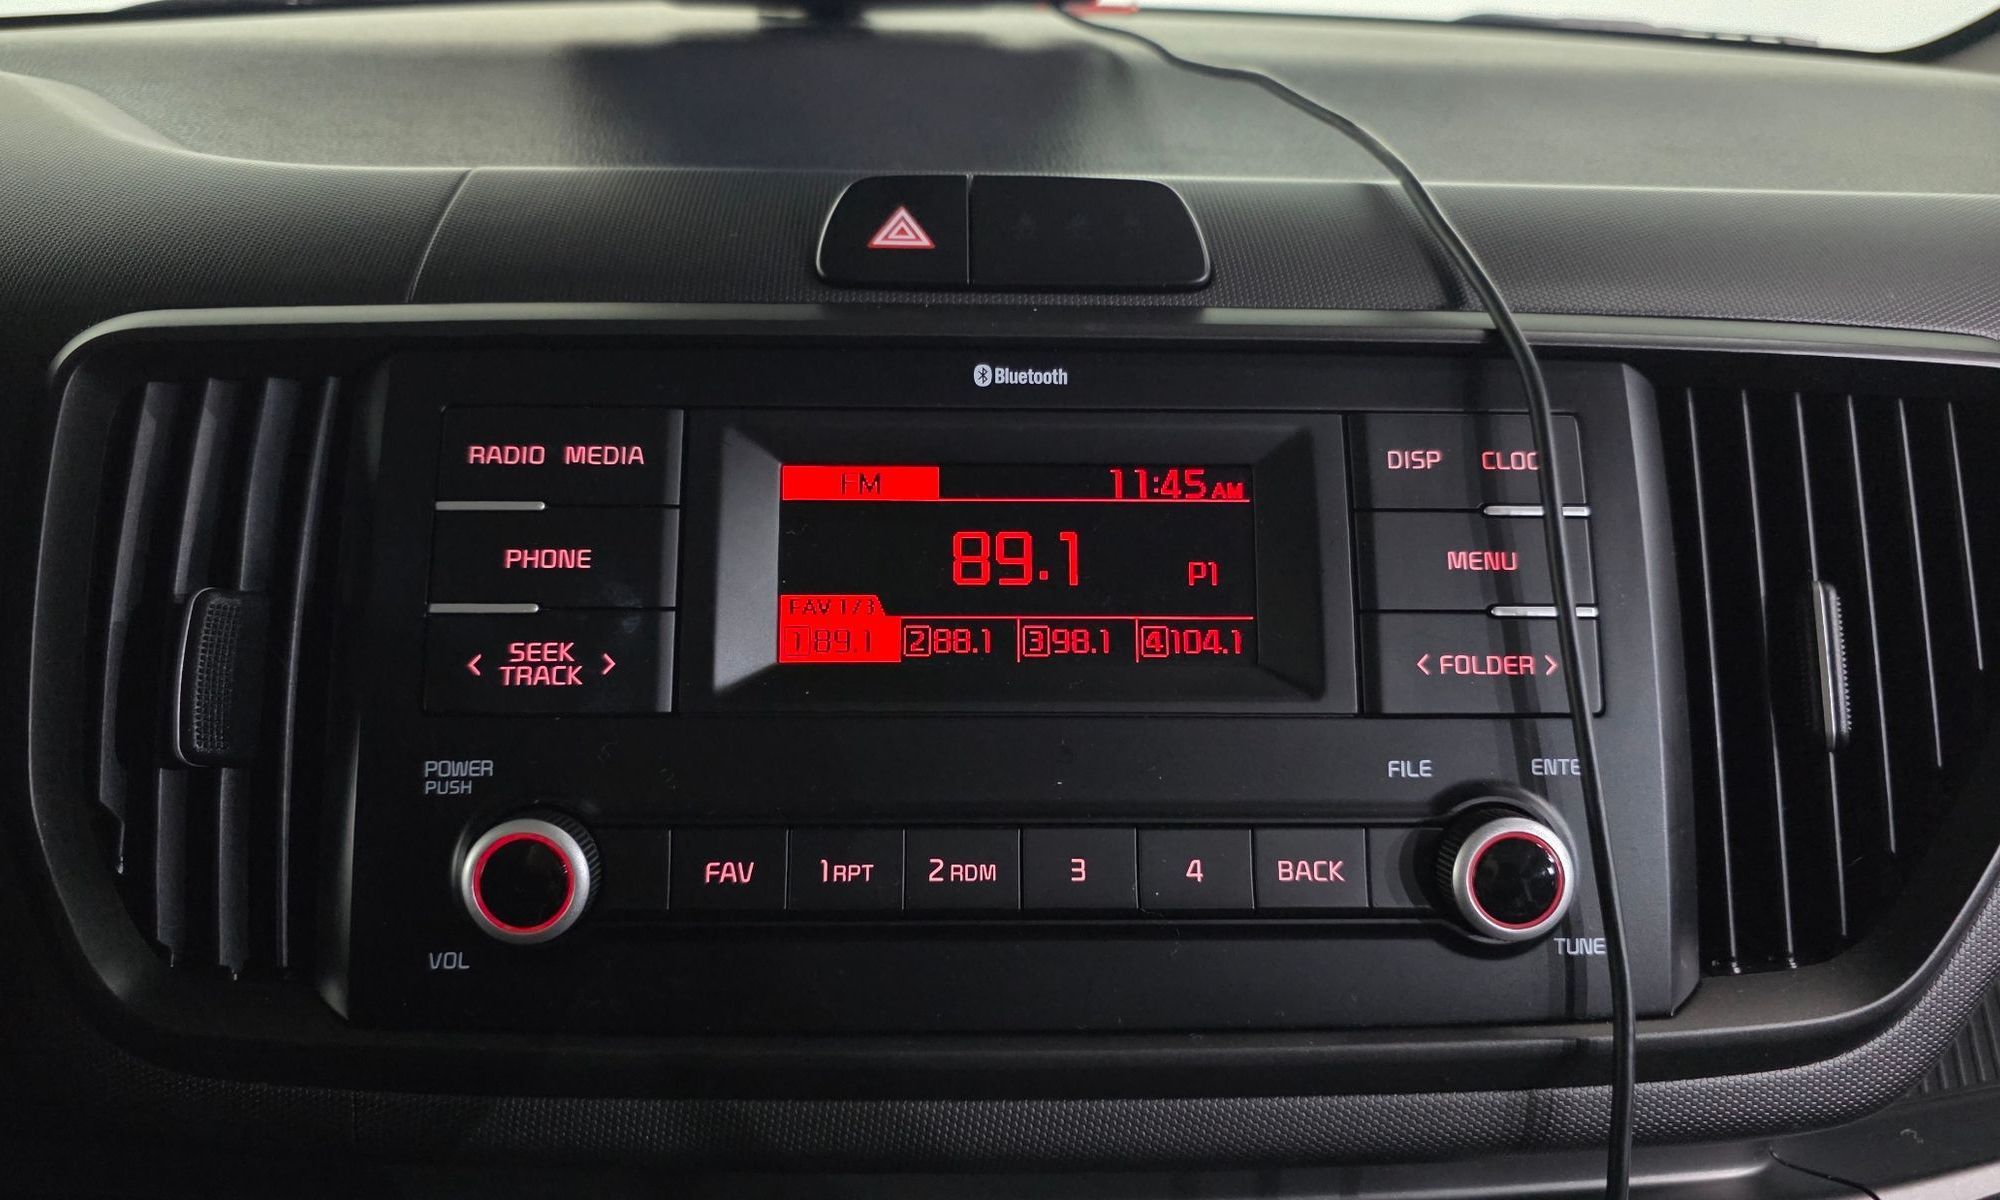 Bluetooth
RADIO MEDIA
FM 11:45 AM
DISP CLOC
89.1 P1
PHONE
MENU
FAV 1/3
1 89.1 2 88.1 3 98.1 4 104.1
< SEEK TRACK >
< FOLDER >
POWER
PUSH
FILE ENTE
FAV 1 RPT 2 RDM 3 4 BACK
VOL
TUNE